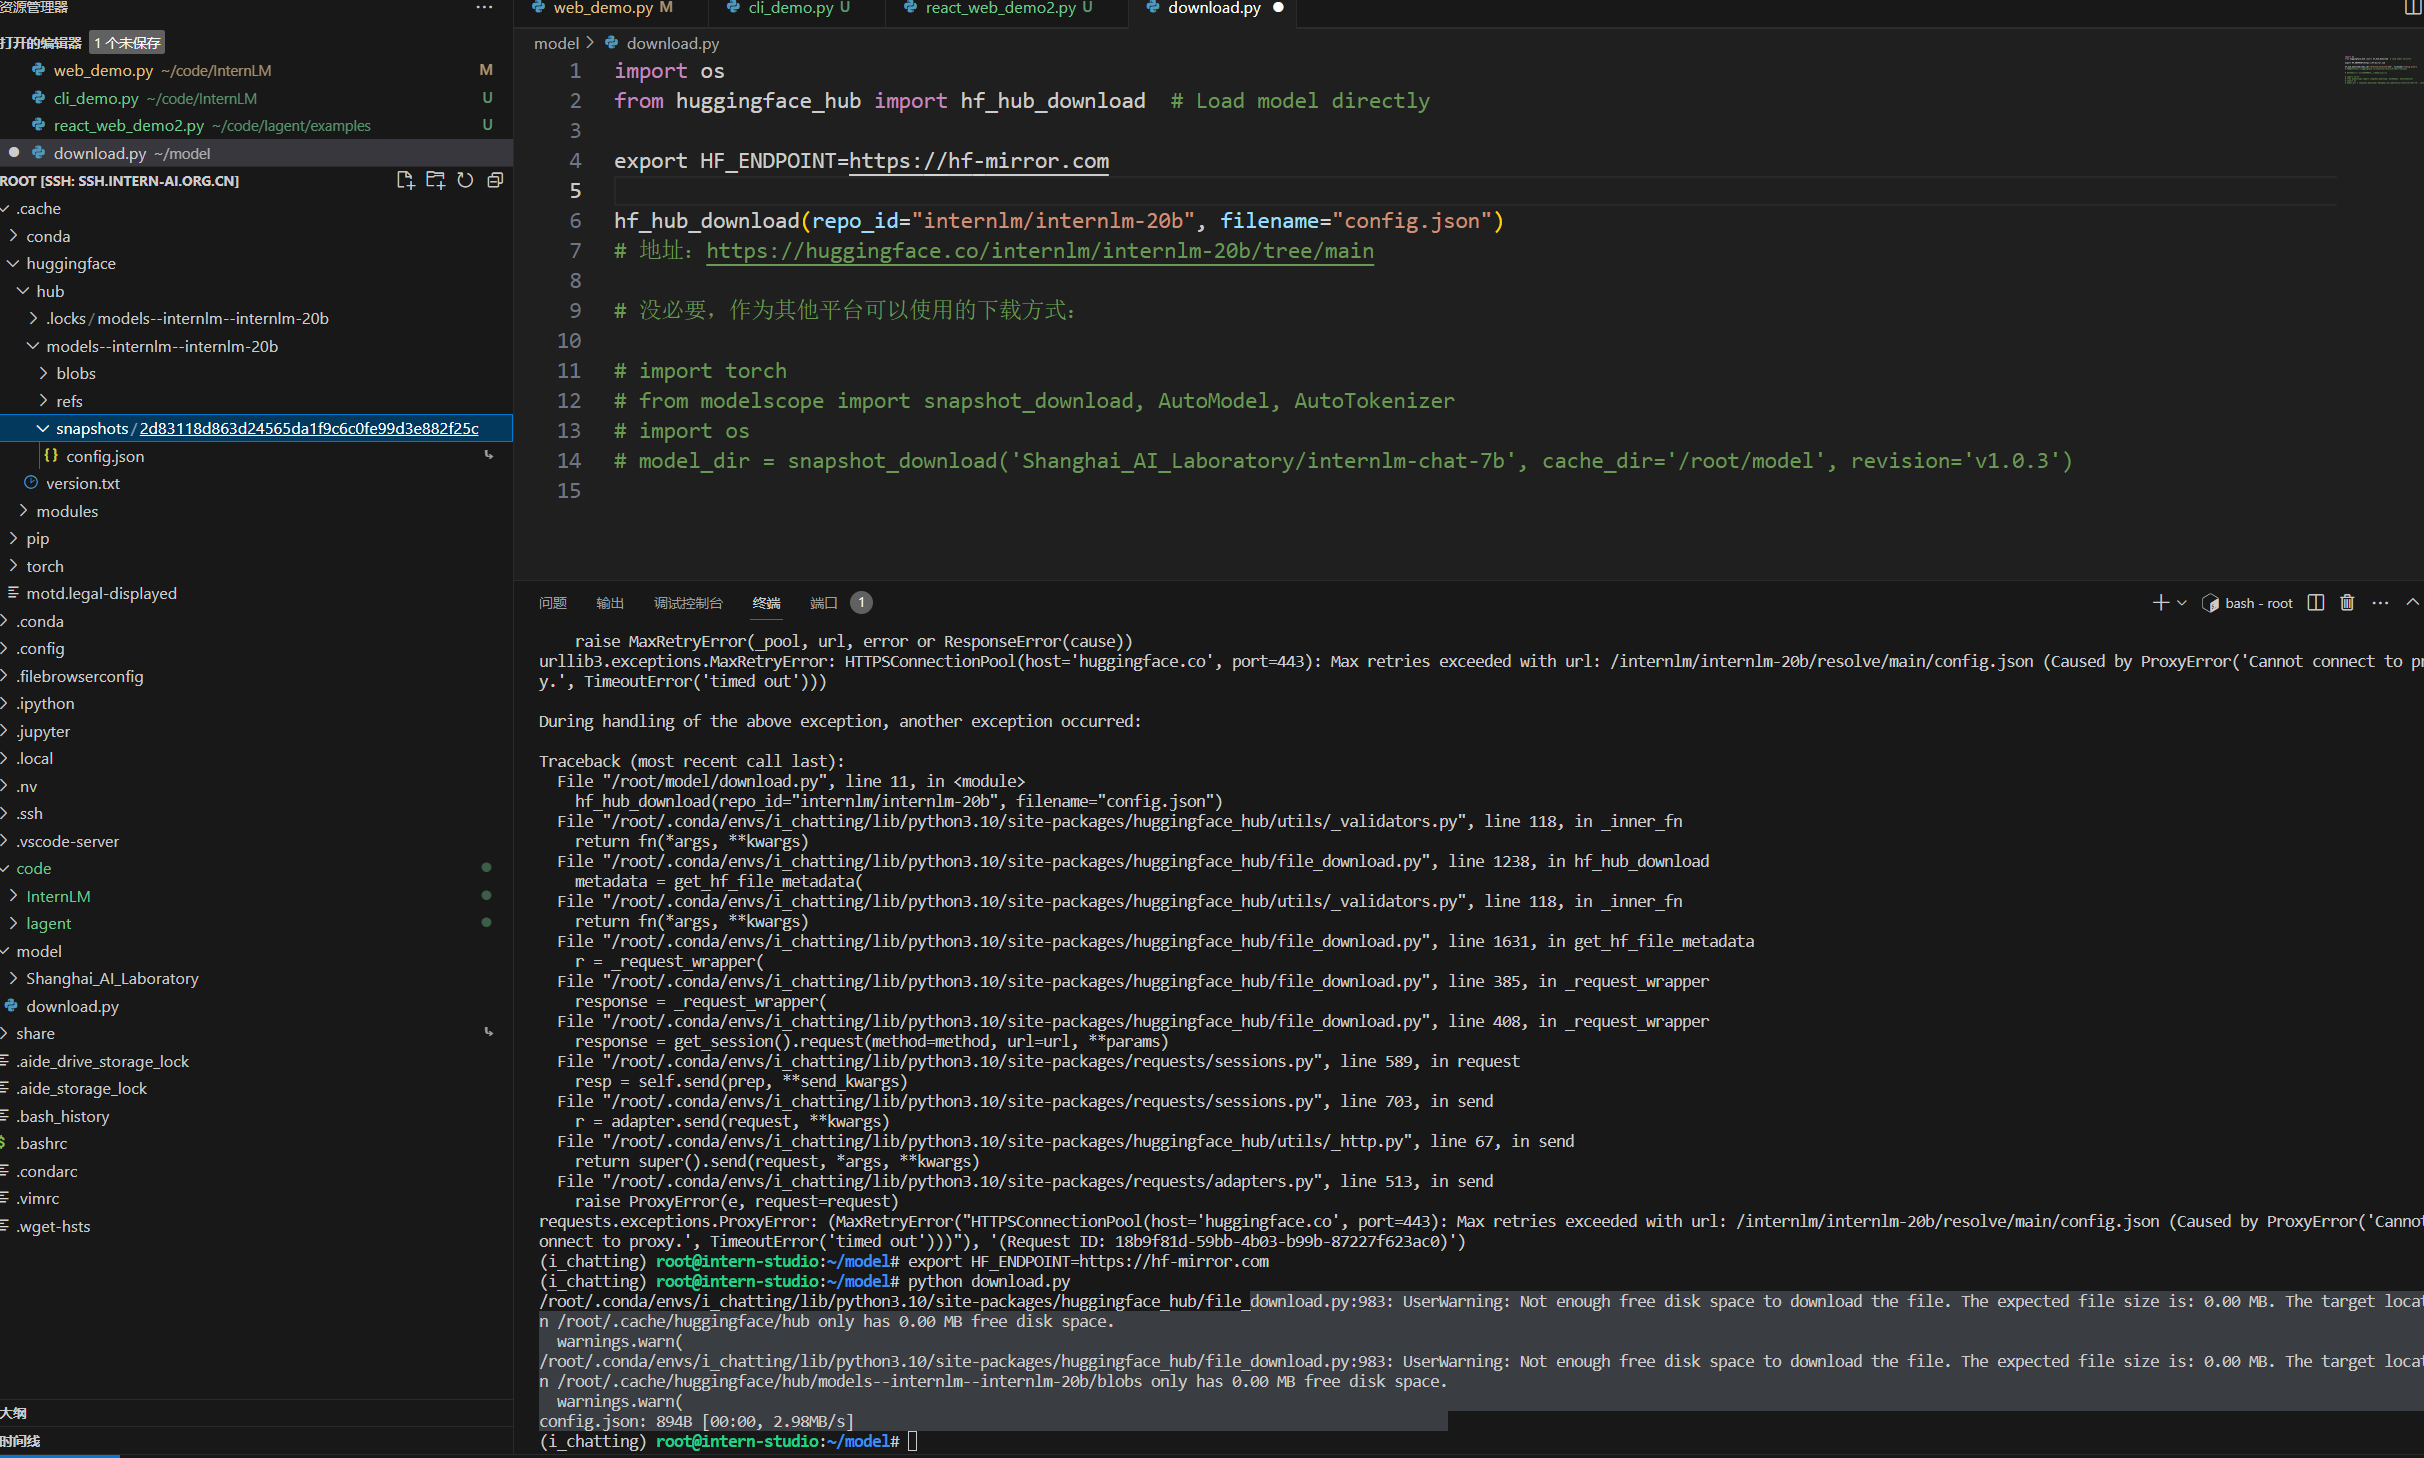 资源管理器
打开的编辑器 1 个未保存
web_demo.py ~/code/InternLM M
cli_demo.py ~/code/InternLM U
react_web_demo2.py ~/code/lagent/examples U
download.py ~/model
ROOT [SSH: SSH.INTERN-AI.ORG.CN]
.cache
conda
huggingface
hub
.locks / models--internlm--internlm-20b
models--internlm--internlm-20b
blobs
refs
snapshots / 2d83118d863d24565da1f9c6c0fe99d3e882f25c
config.json
version.txt
modules
pip
torch
motd.legal-displayed
.conda
.config
.filebrowserconfig
.ipython
.jupyter
.local
.nv
.ssh
.vscode-server
code
InternLM
lagent
model
Shanghai_AI_Laboratory
download.py
share
.aide_drive_storage_lock
.aide_storage_lock
.bash_history
.bashrc
.condarc
.vimrc
.wget-hsts
大纲
时间线
web_demo.py M
cli_demo.py U
react_web_demo2.py U
download.py
model > download.py
1 import os
2 from huggingface_hub import hf_hub_download  # Load model directly
3
4 export HF_ENDPOINT=https://hf-mirror.com
5
6 hf_hub_download(repo_id="internlm/internlm-20b", filename="config.json")
7 # 地址：https://huggingface.co/internlm/internlm-20b/tree/main
8
9 # 没必要，作为其他平台可以使用的下载方式：
10
11 # import torch
12 # from modelscope import snapshot_download, AutoModel, AutoTokenizer
13 # import os
14 # model_dir = snapshot_download('Shanghai_AI_Laboratory/internlm-chat-7b', cache_dir='/root/model', revision='v1.0.3')
15
问题 输出 调试控制台 终端 端口 1
bash - root
raise MaxRetryError(_pool, url, error or ResponseError(cause))
urllib3.exceptions.MaxRetryError: HTTPSConnectionPool(host='huggingface.co', port=443): Max retries exceeded with url: /internlm/internlm-20b/resolve/main/config.json (Caused by ProxyError('Cannot connect to pr
y.', TimeoutError('timed out')))
During handling of the above exception, another exception occurred:
Traceback (most recent call last):
File "/root/model/download.py", line 11, in <module>
hf_hub_download(repo_id="internlm/internlm-20b", filename="config.json")
File "/root/.conda/envs/i_chatting/lib/python3.10/site-packages/huggingface_hub/utils/_validators.py", line 118, in _inner_fn
return fn(*args, **kwargs)
File "/root/.conda/envs/i_chatting/lib/python3.10/site-packages/huggingface_hub/file_download.py", line 1238, in hf_hub_download
metadata = get_hf_file_metadata(
File "/root/.conda/envs/i_chatting/lib/python3.10/site-packages/huggingface_hub/utils/_validators.py", line 118, in _inner_fn
return fn(*args, **kwargs)
File "/root/.conda/envs/i_chatting/lib/python3.10/site-packages/huggingface_hub/file_download.py", line 1631, in get_hf_file_metadata
r = _request_wrapper(
File "/root/.conda/envs/i_chatting/lib/python3.10/site-packages/huggingface_hub/file_download.py", line 385, in _request_wrapper
response = _request_wrapper(
File "/root/.conda/envs/i_chatting/lib/python3.10/site-packages/huggingface_hub/file_download.py", line 408, in _request_wrapper
response = get_session().request(method=method, url=url, **params)
File "/root/.conda/envs/i_chatting/lib/python3.10/site-packages/requests/sessions.py", line 589, in request
resp = self.send(prep, **send_kwargs)
File "/root/.conda/envs/i_chatting/lib/python3.10/site-packages/requests/sessions.py", line 703, in send
r = adapter.send(request, **kwargs)
File "/root/.conda/envs/i_chatting/lib/python3.10/site-packages/huggingface_hub/utils/_http.py", line 67, in send
return super().send(request, *args, **kwargs)
File "/root/.conda/envs/i_chatting/lib/python3.10/site-packages/requests/adapters.py", line 513, in send
raise ProxyError(e, request=request)
requests.exceptions.ProxyError: (MaxRetryError("HTTPSConnectionPool(host='huggingface.co', port=443): Max retries exceeded with url: /internlm/internlm-20b/resolve/main/config.json (Caused by ProxyError('Canno
onnect to proxy.', TimeoutError('timed out')))"), '(Request ID: 18b9f81d-59bb-4b03-b99b-87227f623ac0)')
(i_chatting) root@intern-studio:~/model# export HF_ENDPOINT=https://hf-mirror.com
(i_chatting) root@intern-studio:~/model# python download.py
/root/.conda/envs/i_chatting/lib/python3.10/site-packages/huggingface_hub/file_download.py:983: UserWarning: Not enough free disk space to download the file. The expected file size is: 0.00 MB. The target locat
n /root/.cache/huggingface/hub only has 0.00 MB free disk space.
warnings.warn(
/root/.conda/envs/i_chatting/lib/python3.10/site-packages/huggingface_hub/file_download.py:983: UserWarning: Not enough free disk space to download the file. The expected file size is: 0.00 MB. The target locat
n /root/.cache/huggingface/hub/models--internlm--internlm-20b/blobs only has 0.00 MB free disk space.
warnings.warn(
config.json: 894B [00:00, 2.98MB/s]
(i_chatting) root@intern-studio:~/model#